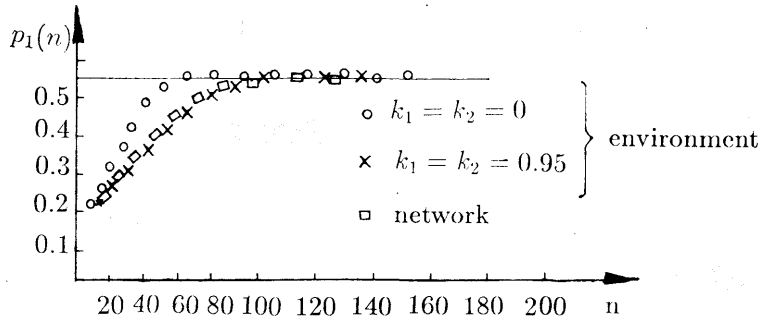 p₁(n)
0.5
0.4
0.3
0.2
0.1
o k₁ = k₂ = 0
× k₁ = k₂ = 0.95
□ network
environment
20 40 60 80 100 120 140 160 180 200 n